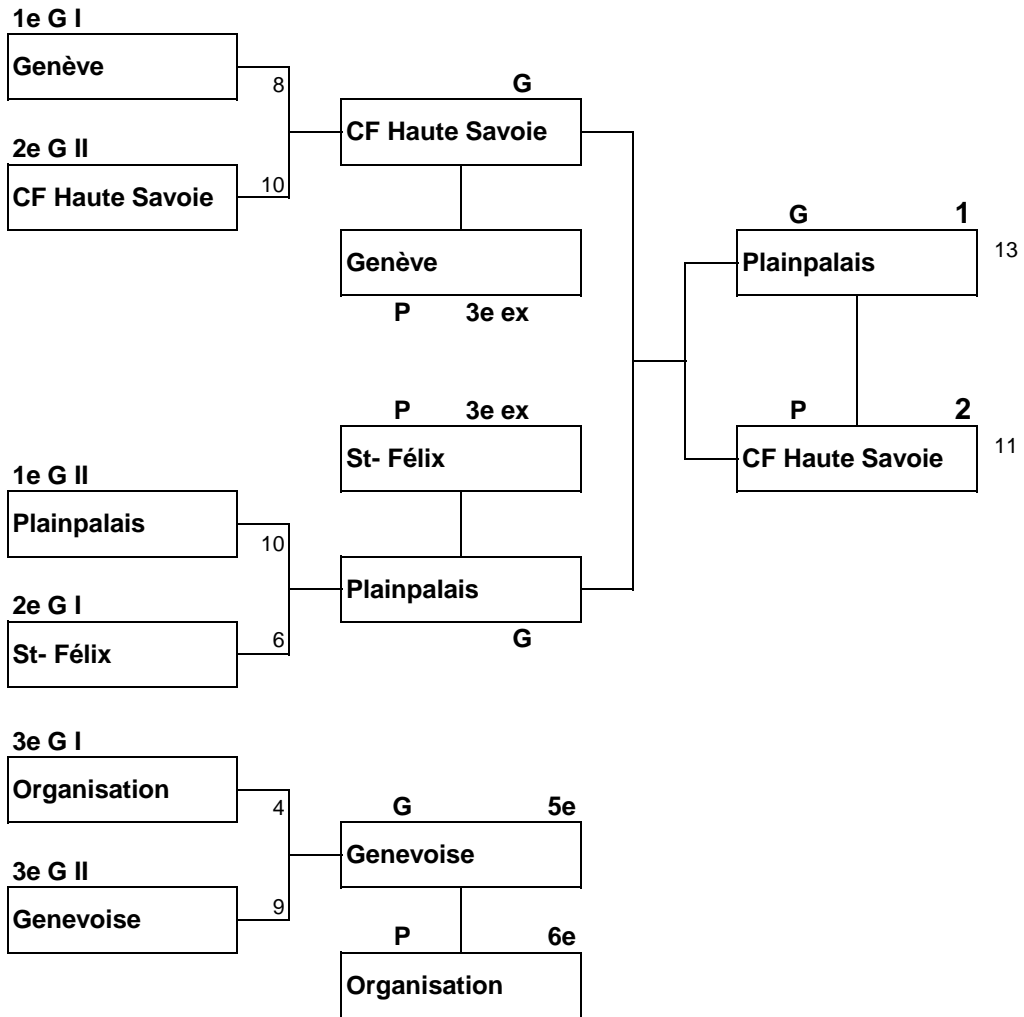 1e G I
Genève
8
G
CF Haute Savoie
2e G II
CF Haute Savoie
10
G 1
Plainpalais
13
Genève
P 3e ex
P 3e ex
St- Félix
P 2
CF Haute Savoie
11
1e G II
Plainpalais
10
Plainpalais
G
2e G I
St- Félix
6
3e G I
Organisation
4
G 5e
Genevoise
3e G II
Genevoise
9
P 6e
Organisation